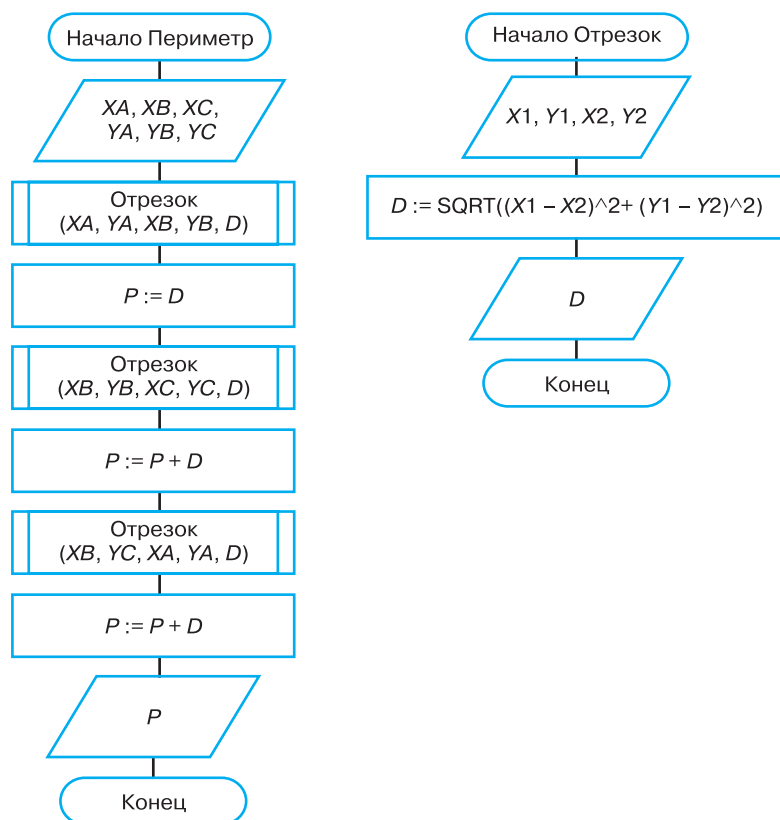 Начало Периметр
XA, XB, XC,
YA, YB, YC
Отрезок
(XA, YA, XB, YB, D)
P := D
Отрезок
(XB, YB, XC, YC, D)
P := P + D
Отрезок
(XB, YC, XA, YA, D)
P := P + D
P
Конец
Начало Отрезок
X1, Y1, X2, Y2
D := SQRT((X1 – X2)^2+ (Y1 – Y2)^2)
D
Конец